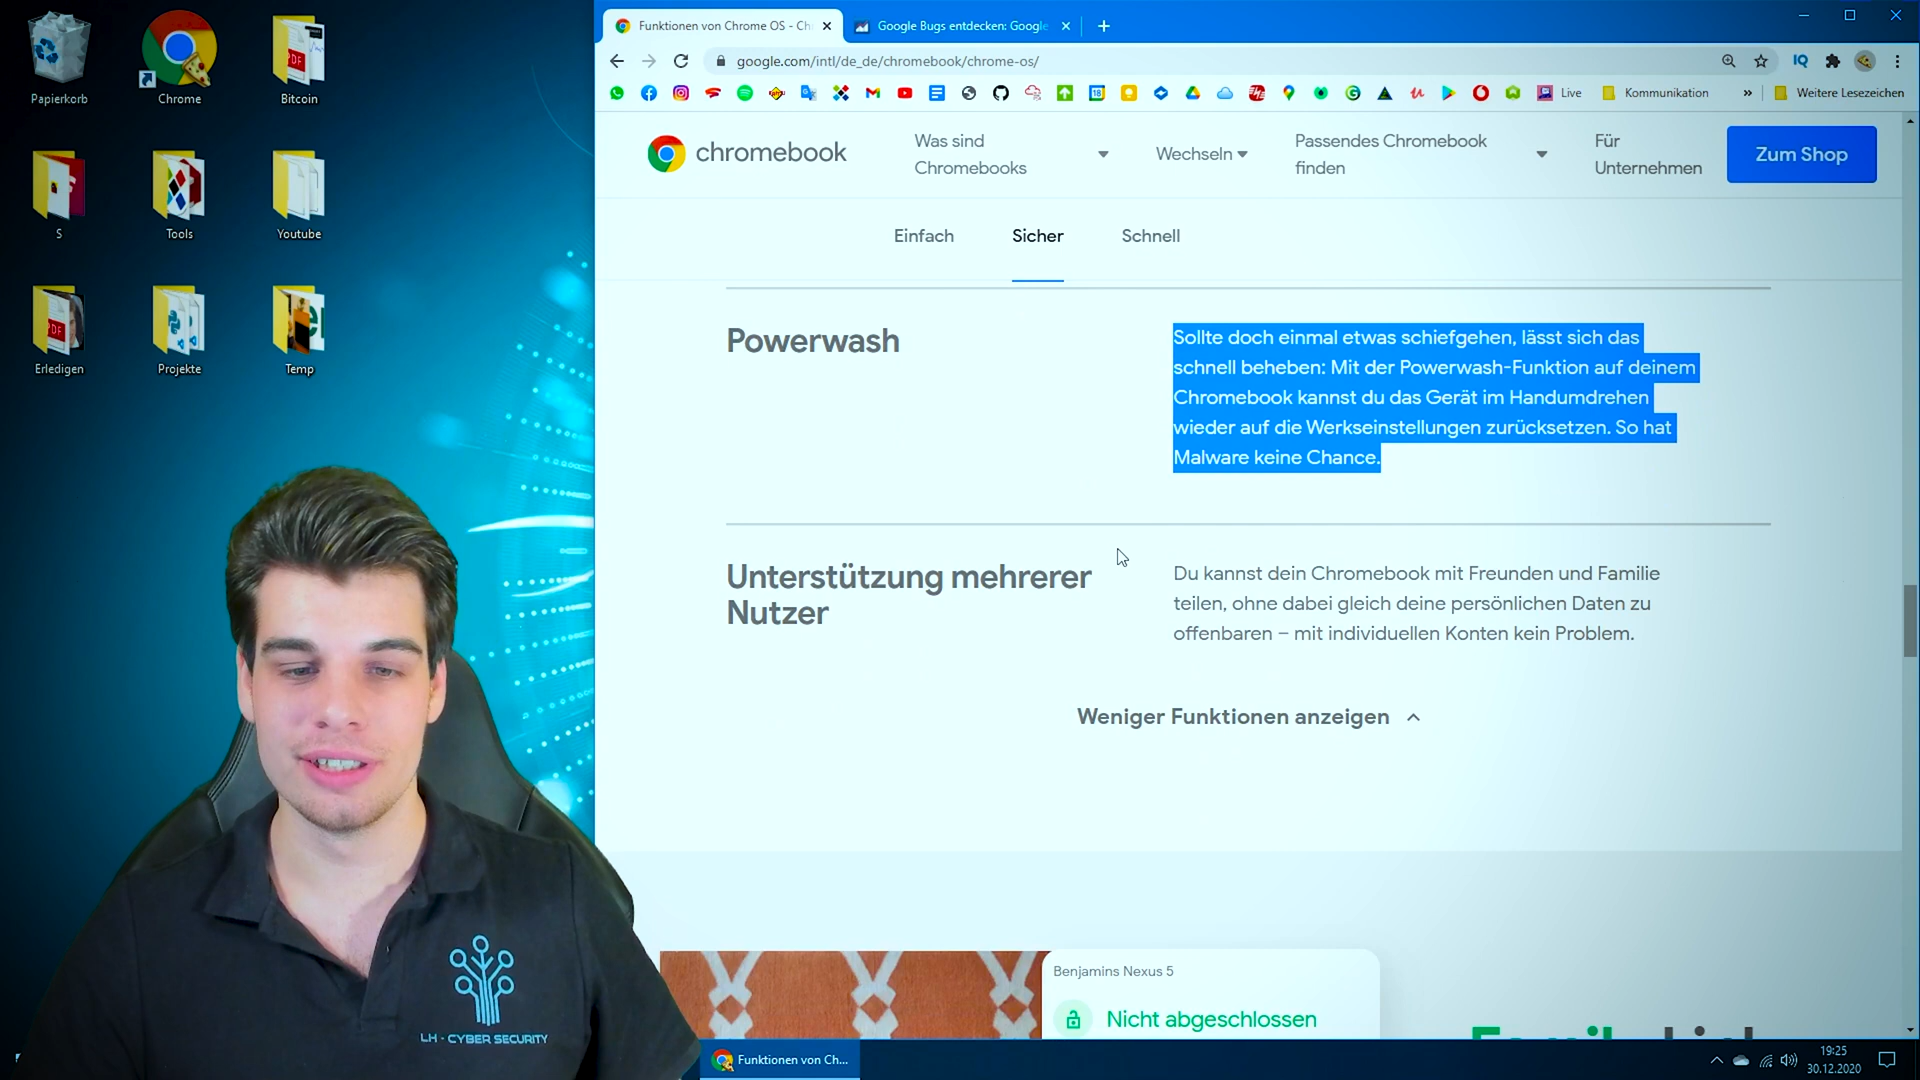 Papierkorb
Chrome
Bitcoin
S
Tools
Youtube
Erledigen
Projekte
Temp
Funktionen von Chrome OS - Ch
Google Bugs entdecken: Google
google.com/intl/de_de/chromebook/chrome-os/
IQ
Live
Kommunikation
»
Weitere Lesezeichen
chromebook
Was sind
Chromebooks
Wechseln
Passendes Chromebook
finden
Für
Unternehmen
Zum Shop
Einfach
Sicher
Schnell
Powerwash
Sollte doch einmal etwas schiefgehen, lässt sich das
schnell beheben: Mit der Powerwash-Funktion auf deinem
Chromebook kannst du das Gerät im Handumdrehen
wieder auf die Werkseinstellungen zurücksetzen. So hat
Malware keine Chance.
Unterstützung mehrerer
Nutzer
Du kannst dein Chromebook mit Freunden und Familie
teilen, ohne dabei gleich deine persönlichen Daten zu
offenbaren – mit individuellen Konten kein Problem.
Weniger Funktionen anzeigen
Benjamins Nexus 5
Nicht abgeschlossen
LH - CYBER SECURITY
Funktionen von Ch...
19:25
30.12.2020